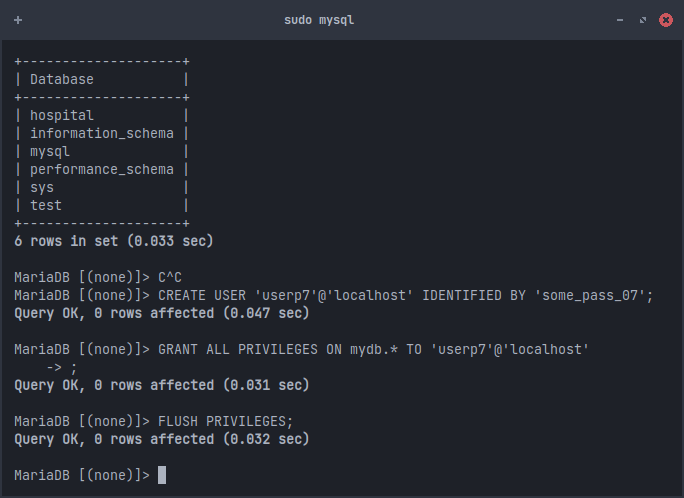 sudo mysql
+--------------------+
| Database           |
+--------------------+
| hospital           |
| information_schema |
| mysql              |
| performance_schema |
| sys                |
| test               |
+--------------------+
6 rows in set (0.033 sec)
MariaDB [(none)]> C^C
MariaDB [(none)]> CREATE USER 'userp7'@'localhost' IDENTIFIED BY 'some_pass_07';
Query OK, 0 rows affected (0.047 sec)
MariaDB [(none)]> GRANT ALL PRIVILEGES ON mydb.* TO 'userp7'@'localhost'
    -> ;
Query OK, 0 rows affected (0.031 sec)
MariaDB [(none)]> FLUSH PRIVILEGES;
Query OK, 0 rows affected (0.032 sec)
MariaDB [(none)]>